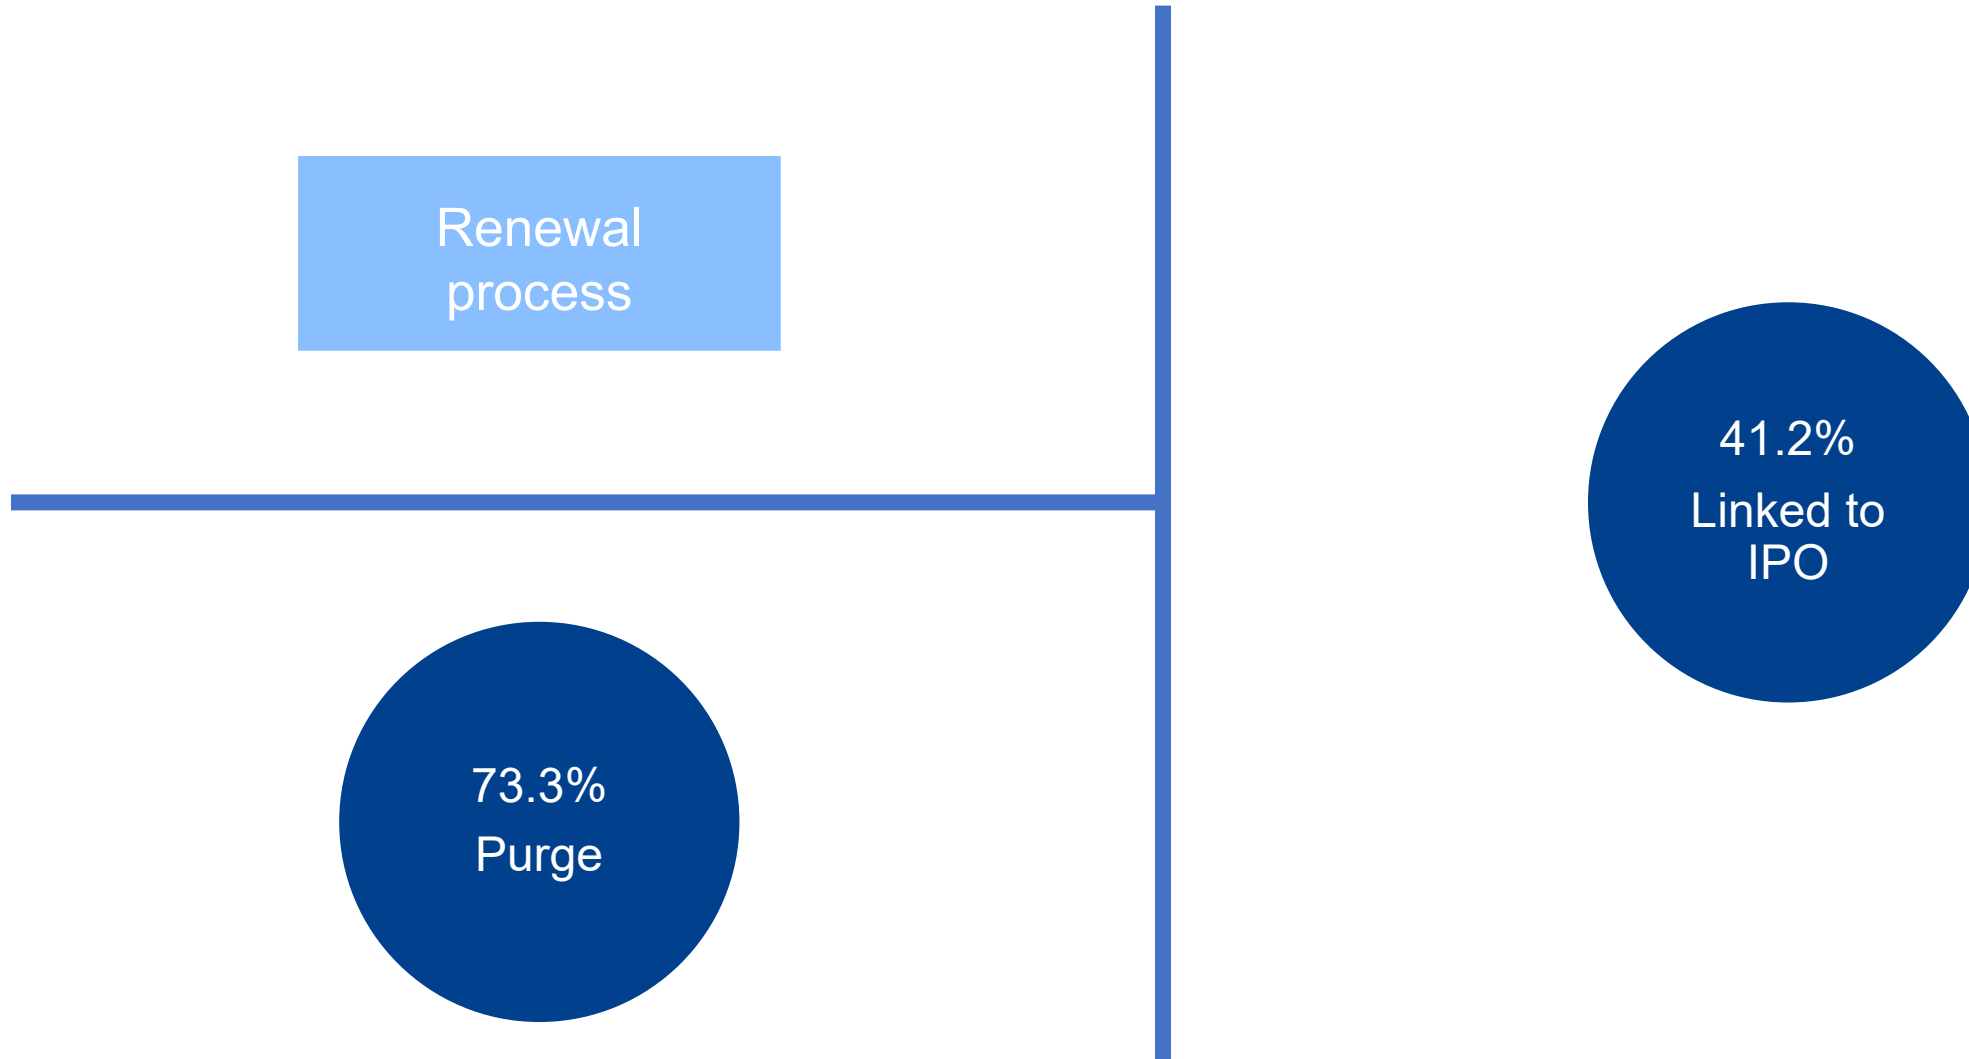 Renewal
process
41.2%
Linked to
IPO
73.3%
Purge